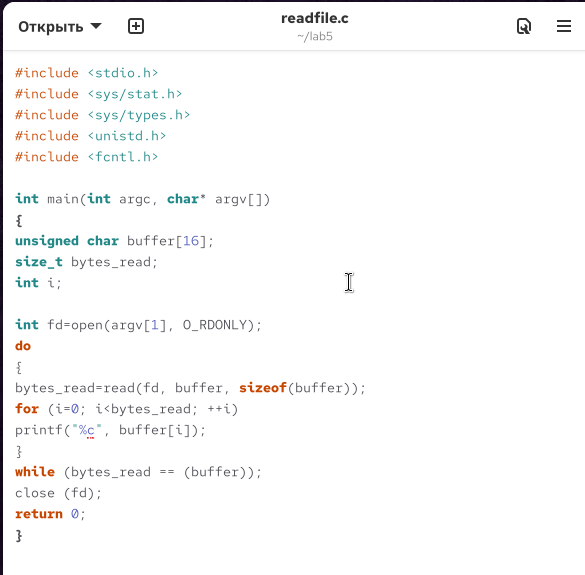 Открыть
readfile.c
~/lab5
#include <stdio.h>
#include <sys/stat.h>
#include <sys/types.h>
#include <unistd.h>
#include <fcntl.h>
int main(int argc, char* argv[])
{
unsigned char buffer[16];
size_t bytes_read;
int i;
int fd=open(argv[1], O_RDONLY);
do
{
bytes_read=read(fd, buffer, sizeof(buffer));
for (i=0; i<bytes_read; ++i)
printf("%c", buffer[i]);
}
while (bytes_read == (buffer));
close (fd);
return 0;
}